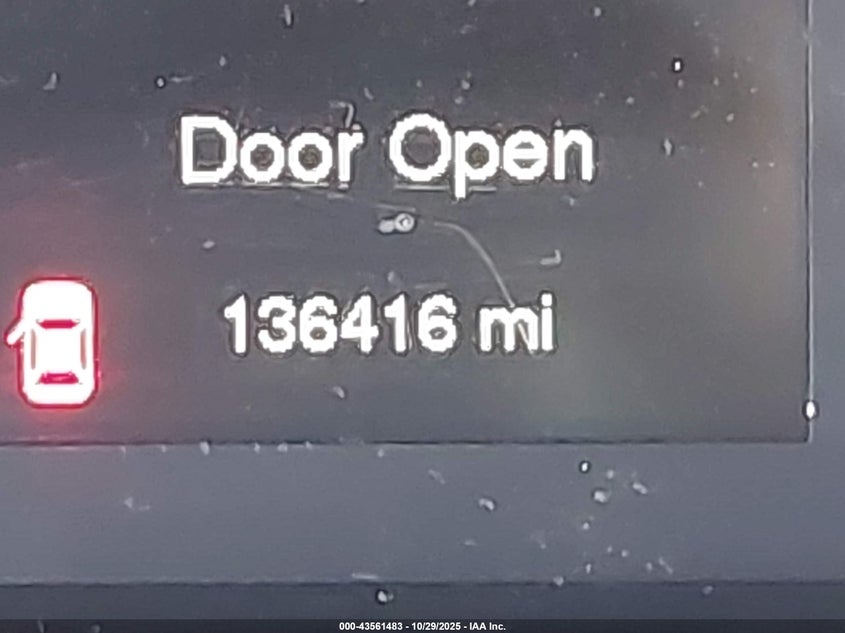 Door Open
136416 mi
000-43561483 - 10/29/2025 - IAA Inc.